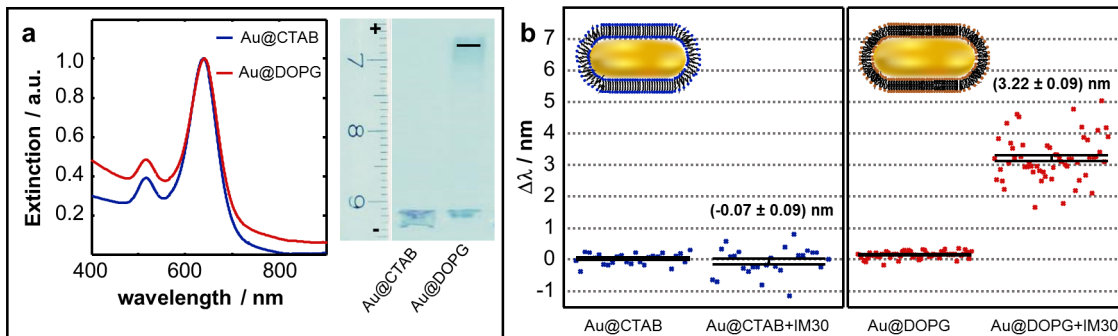 a
Extinction / a.u.
1.0
0.8
0.6
0.4
0.2
400
600
800
wavelength / nm
Au@CTAB
Au@DOPG
+
7
8
9
-
Au@CTAB
Au@DOPG
b
Δλ / nm
7
6
5
4
3
2
1
0
-1
(-0.07 ± 0.09) nm
(3.22 ± 0.09) nm
Au@CTAB
Au@CTAB+IM30
Au@DOPG
Au@DOPG+IM30